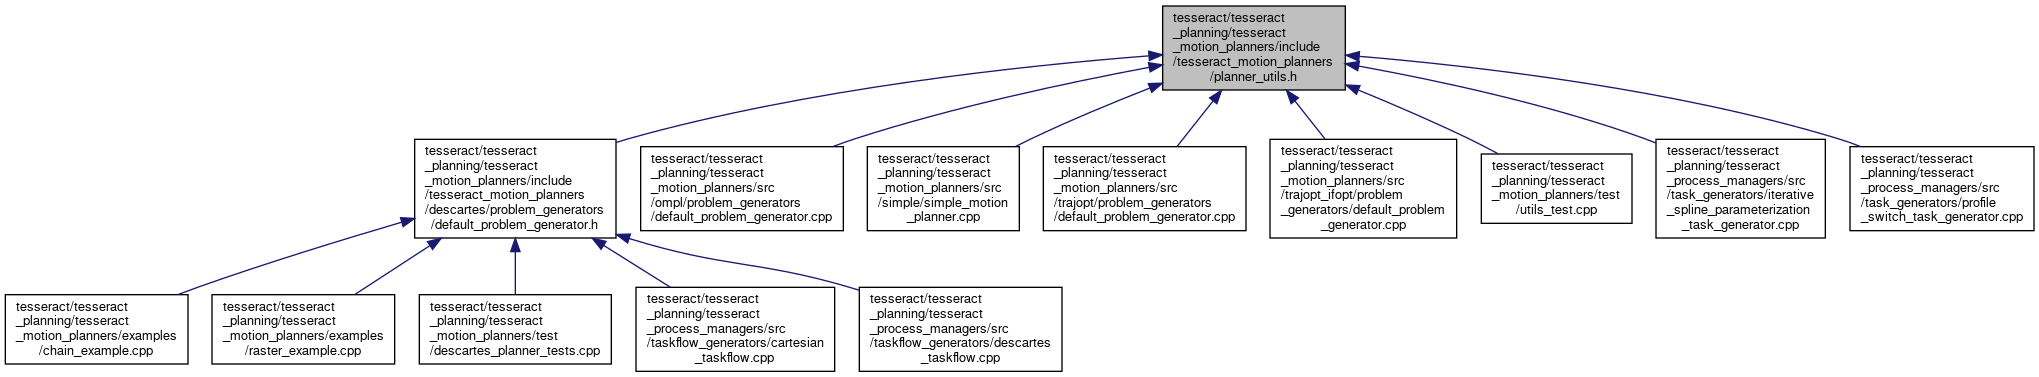 tesseract/tesseract
_planning/tesseract
_motion_planners/include
/tesseract_motion_planners
/planner_utils.h
tesseract/tesseract
_planning/tesseract
_motion_planners/include
/tesseract_motion_planners
/descartes/problem_generators
/default_problem_generator.h
tesseract/tesseract
_planning/tesseract
_motion_planners/src
/ompl/problem_generators
/default_problem_generator.cpp
tesseract/tesseract
_planning/tesseract
_motion_planners/src
/simple/simple_motion
_planner.cpp
tesseract/tesseract
_planning/tesseract
_motion_planners/src
/trajopt/problem_generators
/default_problem_generator.cpp
tesseract/tesseract
_planning/tesseract
_motion_planners/src
/trajopt_ifopt/problem
_generators/default_problem
_generator.cpp
tesseract/tesseract
_planning/tesseract
_motion_planners/test
/utils_test.cpp
tesseract/tesseract
_planning/tesseract
_process_managers/src
/task_generators/iterative
_spline_parameterization
_task_generator.cpp
tesseract/tesseract
_planning/tesseract
_process_managers/src
/task_generators/profile
_switch_task_generator.cpp
tesseract/tesseract
_planning/tesseract
_motion_planners/examples
/chain_example.cpp
tesseract/tesseract
_planning/tesseract
_motion_planners/examples
/raster_example.cpp
tesseract/tesseract
_planning/tesseract
_motion_planners/test
/descartes_planner_tests.cpp
tesseract/tesseract
_planning/tesseract
_process_managers/src
/taskflow_generators/cartesian
_taskflow.cpp
tesseract/tesseract
_planning/tesseract
_process_managers/src
/taskflow_generators/descartes
_taskflow.cpp